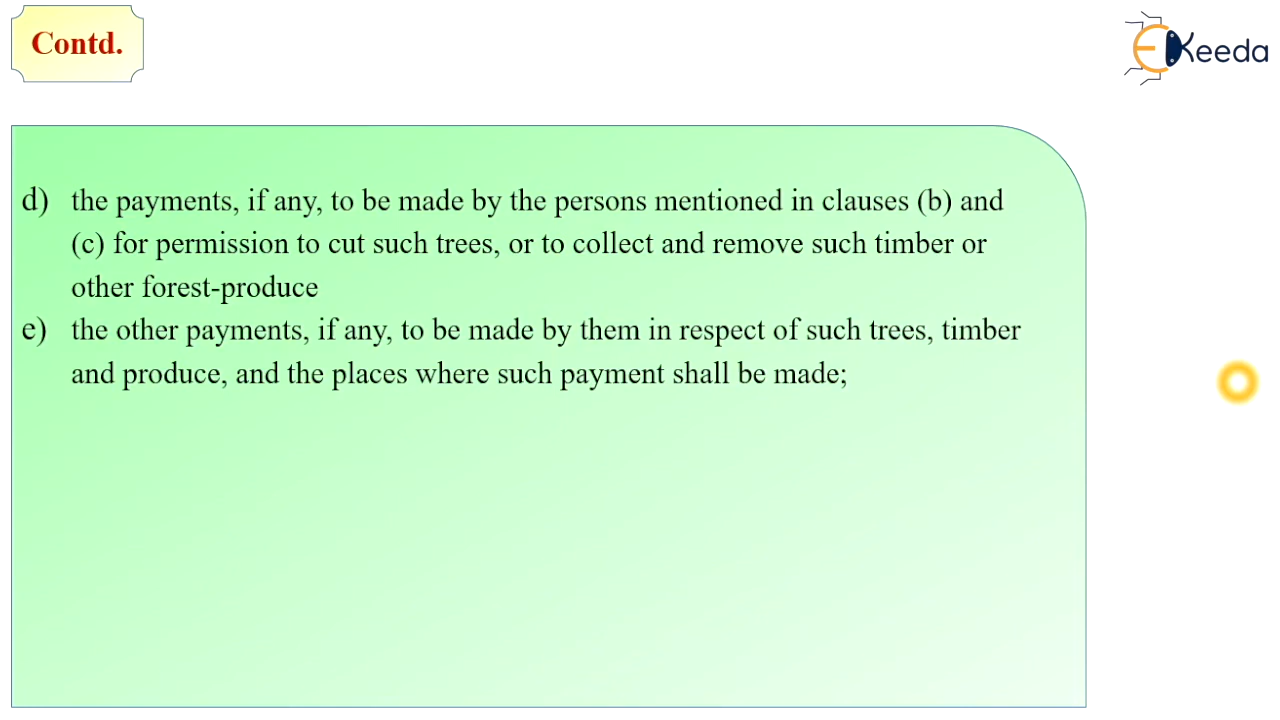 Contd.
EKeeda
d) the payments, if any, to be made by the persons mentioned in clauses (b) and
(c) for permission to cut such trees, or to collect and remove such timber or
other forest-produce
e) the other payments, if any, to be made by them in respect of such trees, timber
and produce, and the places where such payment shall be made;